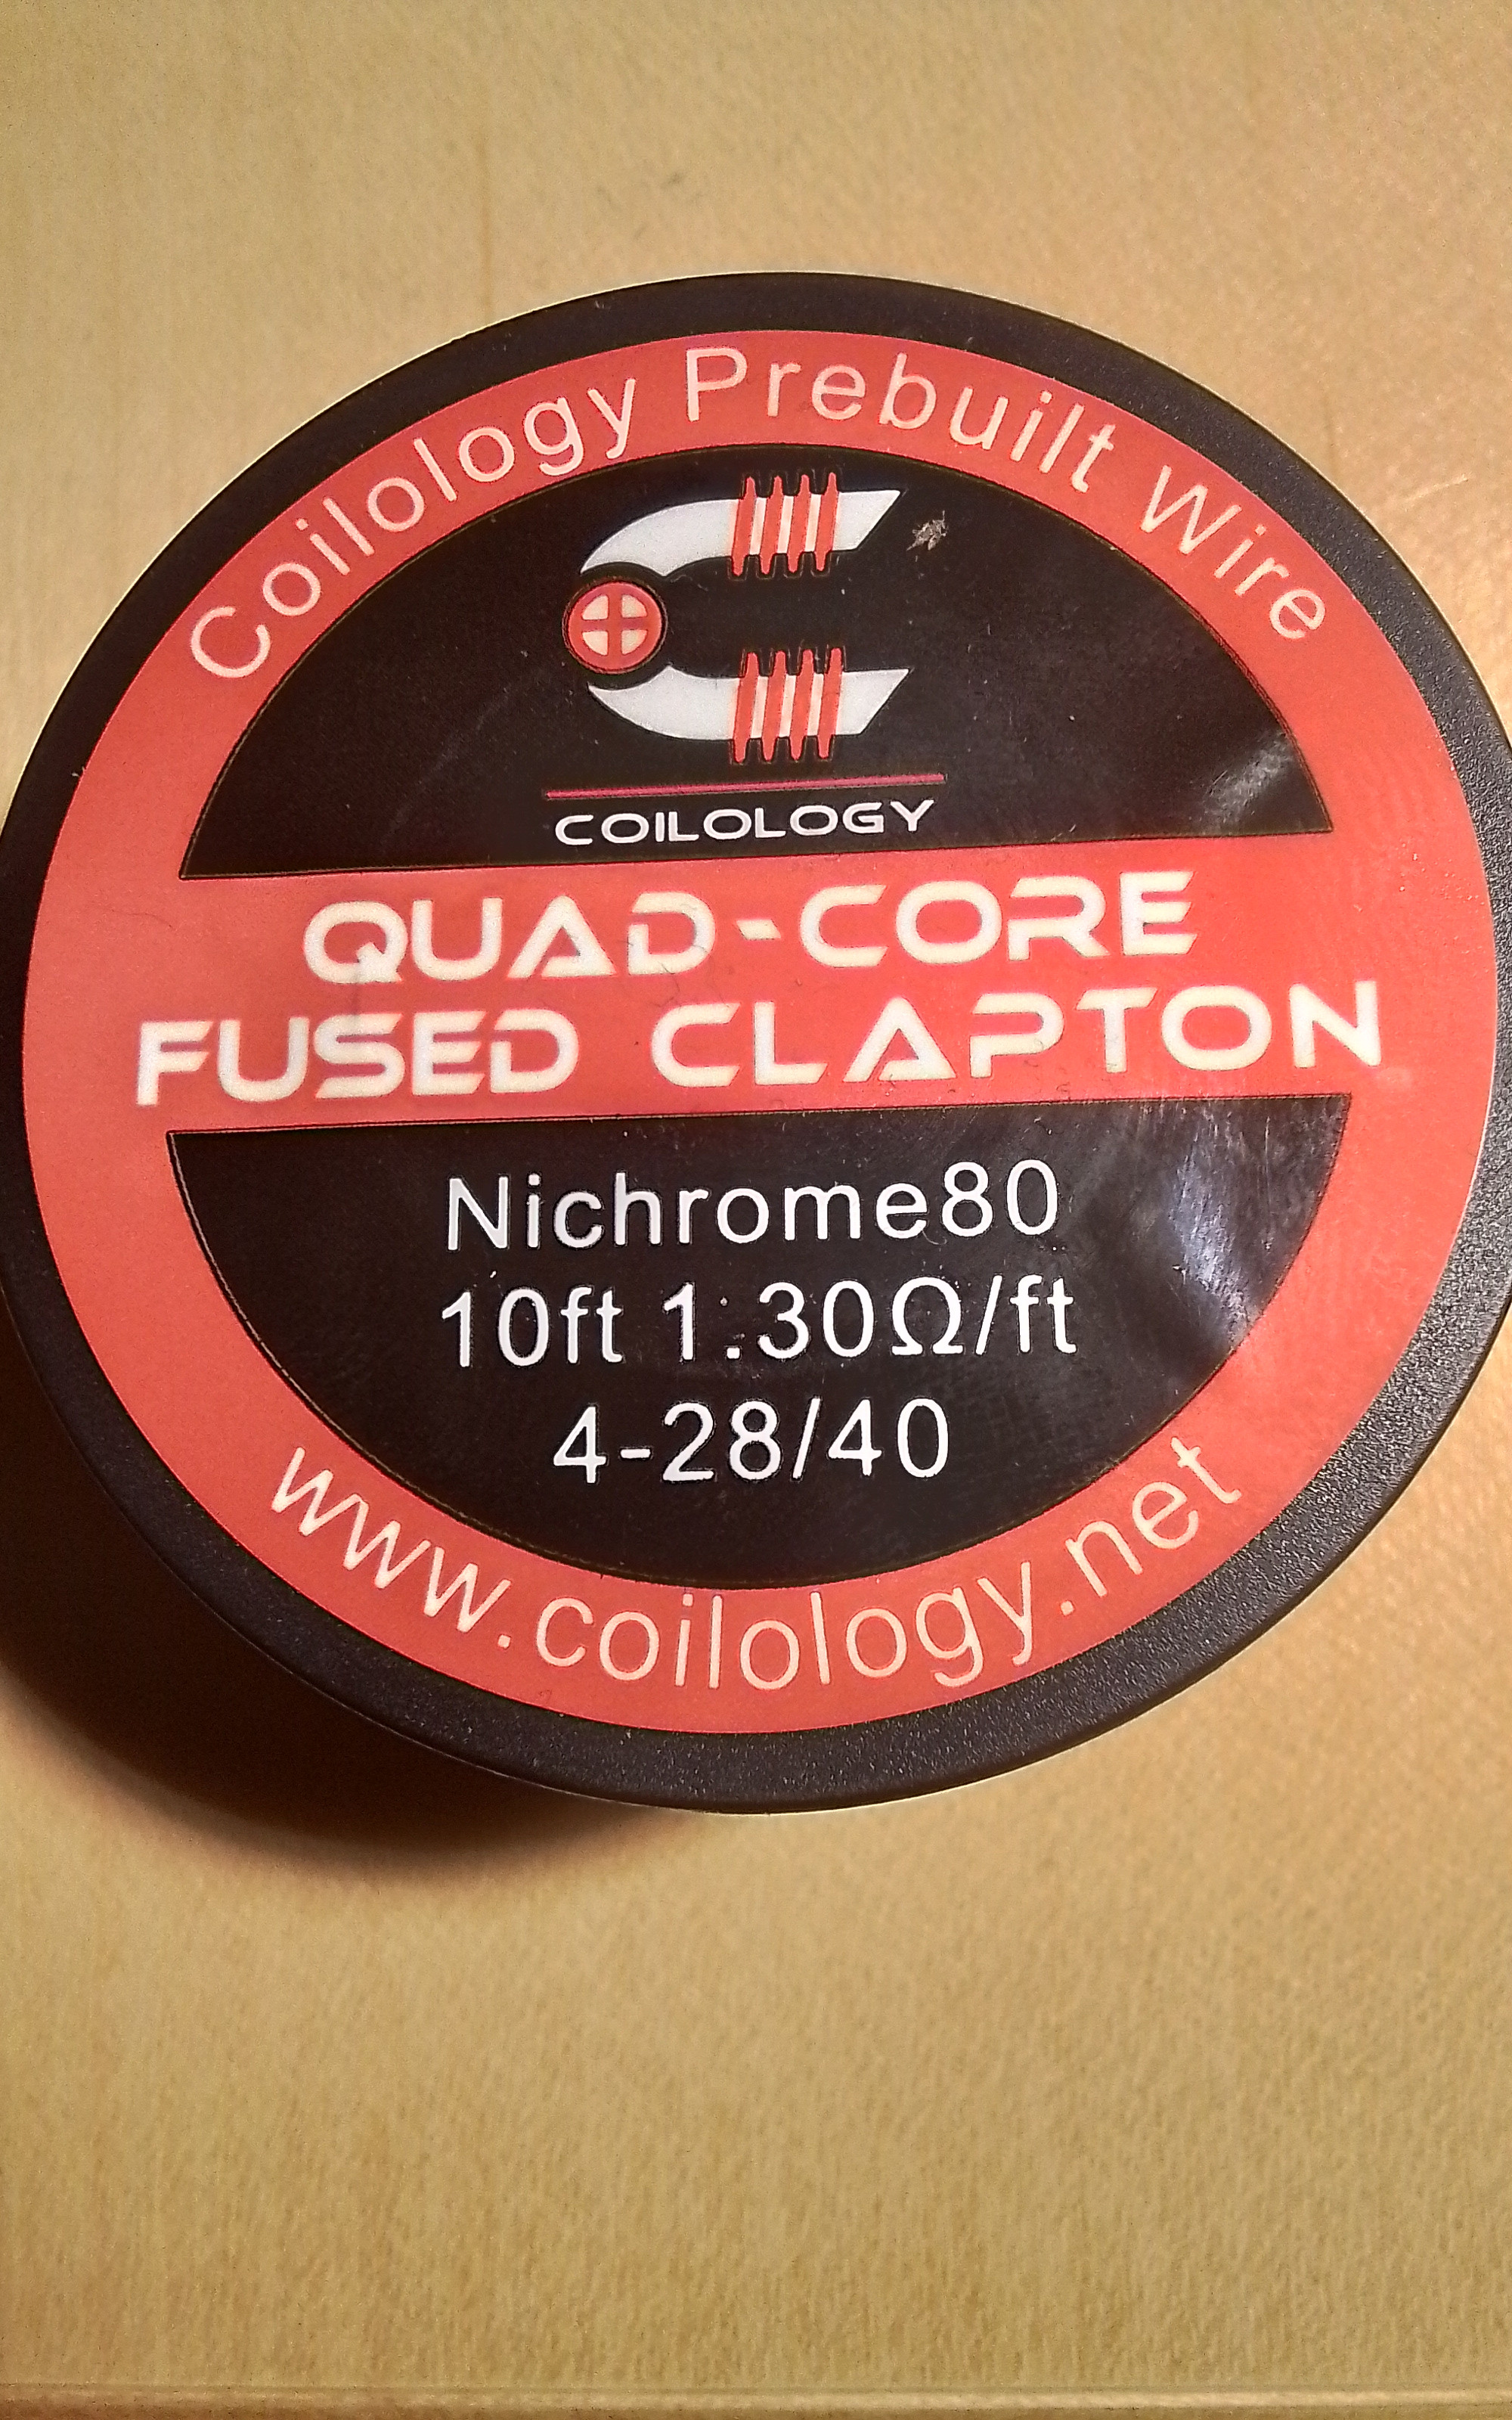 Coilology Prebuilt Wire
COILOLOGY
QUAD-CORE
FUSED CLAPTON
Nichrome80
10ft 1.30Ω/ft
4-28/40
www.coilology.net